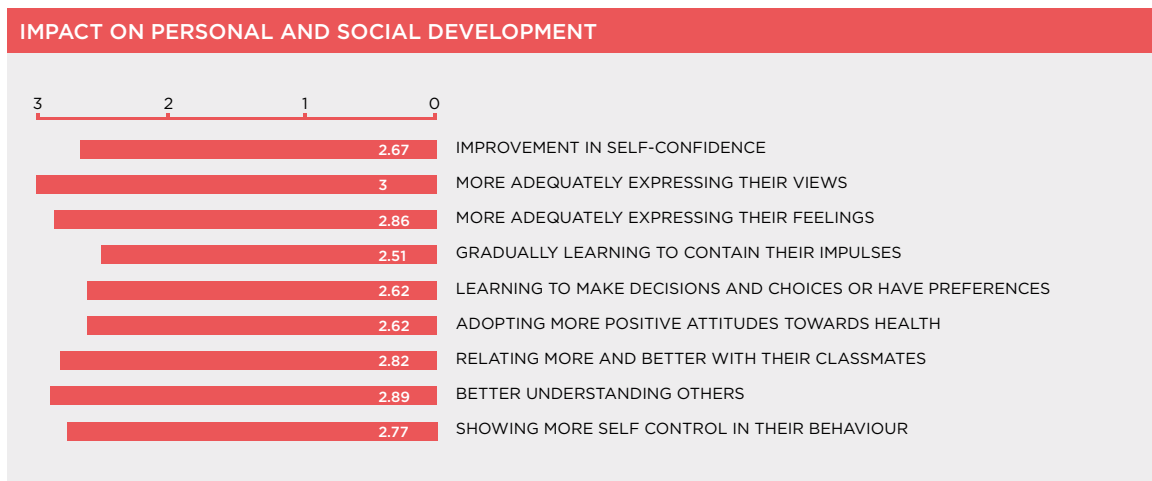 IMPACT ON PERSONAL AND SOCIAL DEVELOPMENT
3 2 1 0
2.67 IMPROVEMENT IN SELF-CONFIDENCE
3 MORE ADEQUATELY EXPRESSING THEIR VIEWS
2.86 MORE ADEQUATELY EXPRESSING THEIR FEELINGS
2.51 GRADUALLY LEARNING TO CONTAIN THEIR IMPULSES
2.62 LEARNING TO MAKE DECISIONS AND CHOICES OR HAVE PREFERENCES
2.62 ADOPTING MORE POSITIVE ATTITUDES TOWARDS HEALTH
2.82 RELATING MORE AND BETTER WITH THEIR CLASSMATES
2.89 BETTER UNDERSTANDING OTHERS
2.77 SHOWING MORE SELF CONTROL IN THEIR BEHAVIOUR